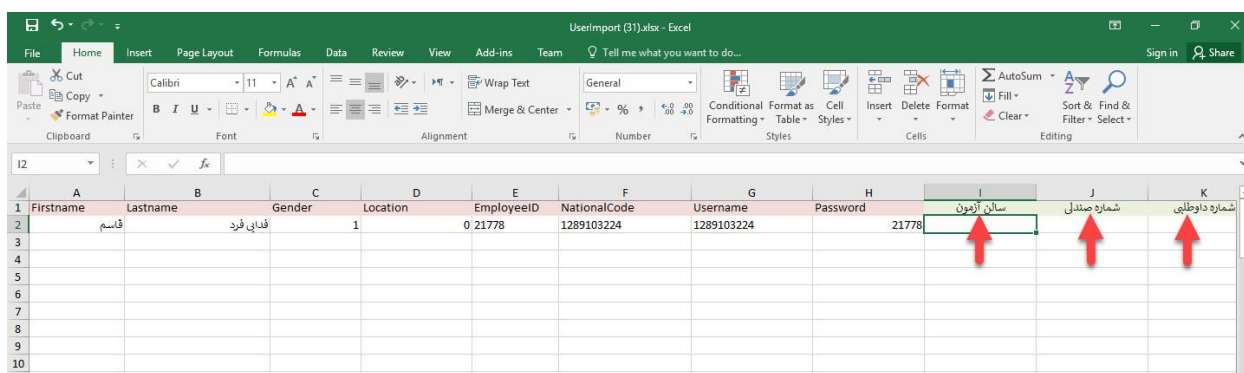 UserImport (31).xlsx - Excel
File Home Insert Page Layout Formulas Data Review View Add-ins Team Tell me what you want to do... Sign in Share
Paste
Cut
Copy
Format Painter
Clipboard
Calibri 11 A A
B I U A
Font
Wrap Text
Merge & Center
Alignment
General
% , .0 .00 .00 .0
Number
Conditional Formatting
Format as Table
Cell Styles
Styles
Insert Delete Format
Cells
AutoSum
Fill
Clear
Sort & Filter
Find & Select
Editing
I2 fx
A B C D E F G H I J K
1 Firstname Lastname Gender Location EmployeeID NationalCode Username Password سالن آزمون شماره صندلی شماره داوطلبی
2 قاسم فدایی فرد 1 0 21778 1289103224 1289103224 21778
3
4
5
6
7
8
9
10